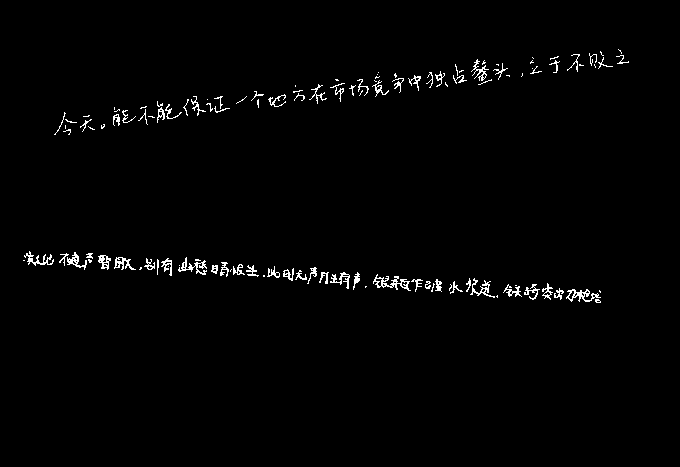 今天。能不能保证一个地方在市场竞争中独占鳌头，立于不败之
凝绝不通声暂歇，别有幽愁暗恨生，此时无声胜有声，银瓶乍破水浆迸，铁骑突出刀枪鸣